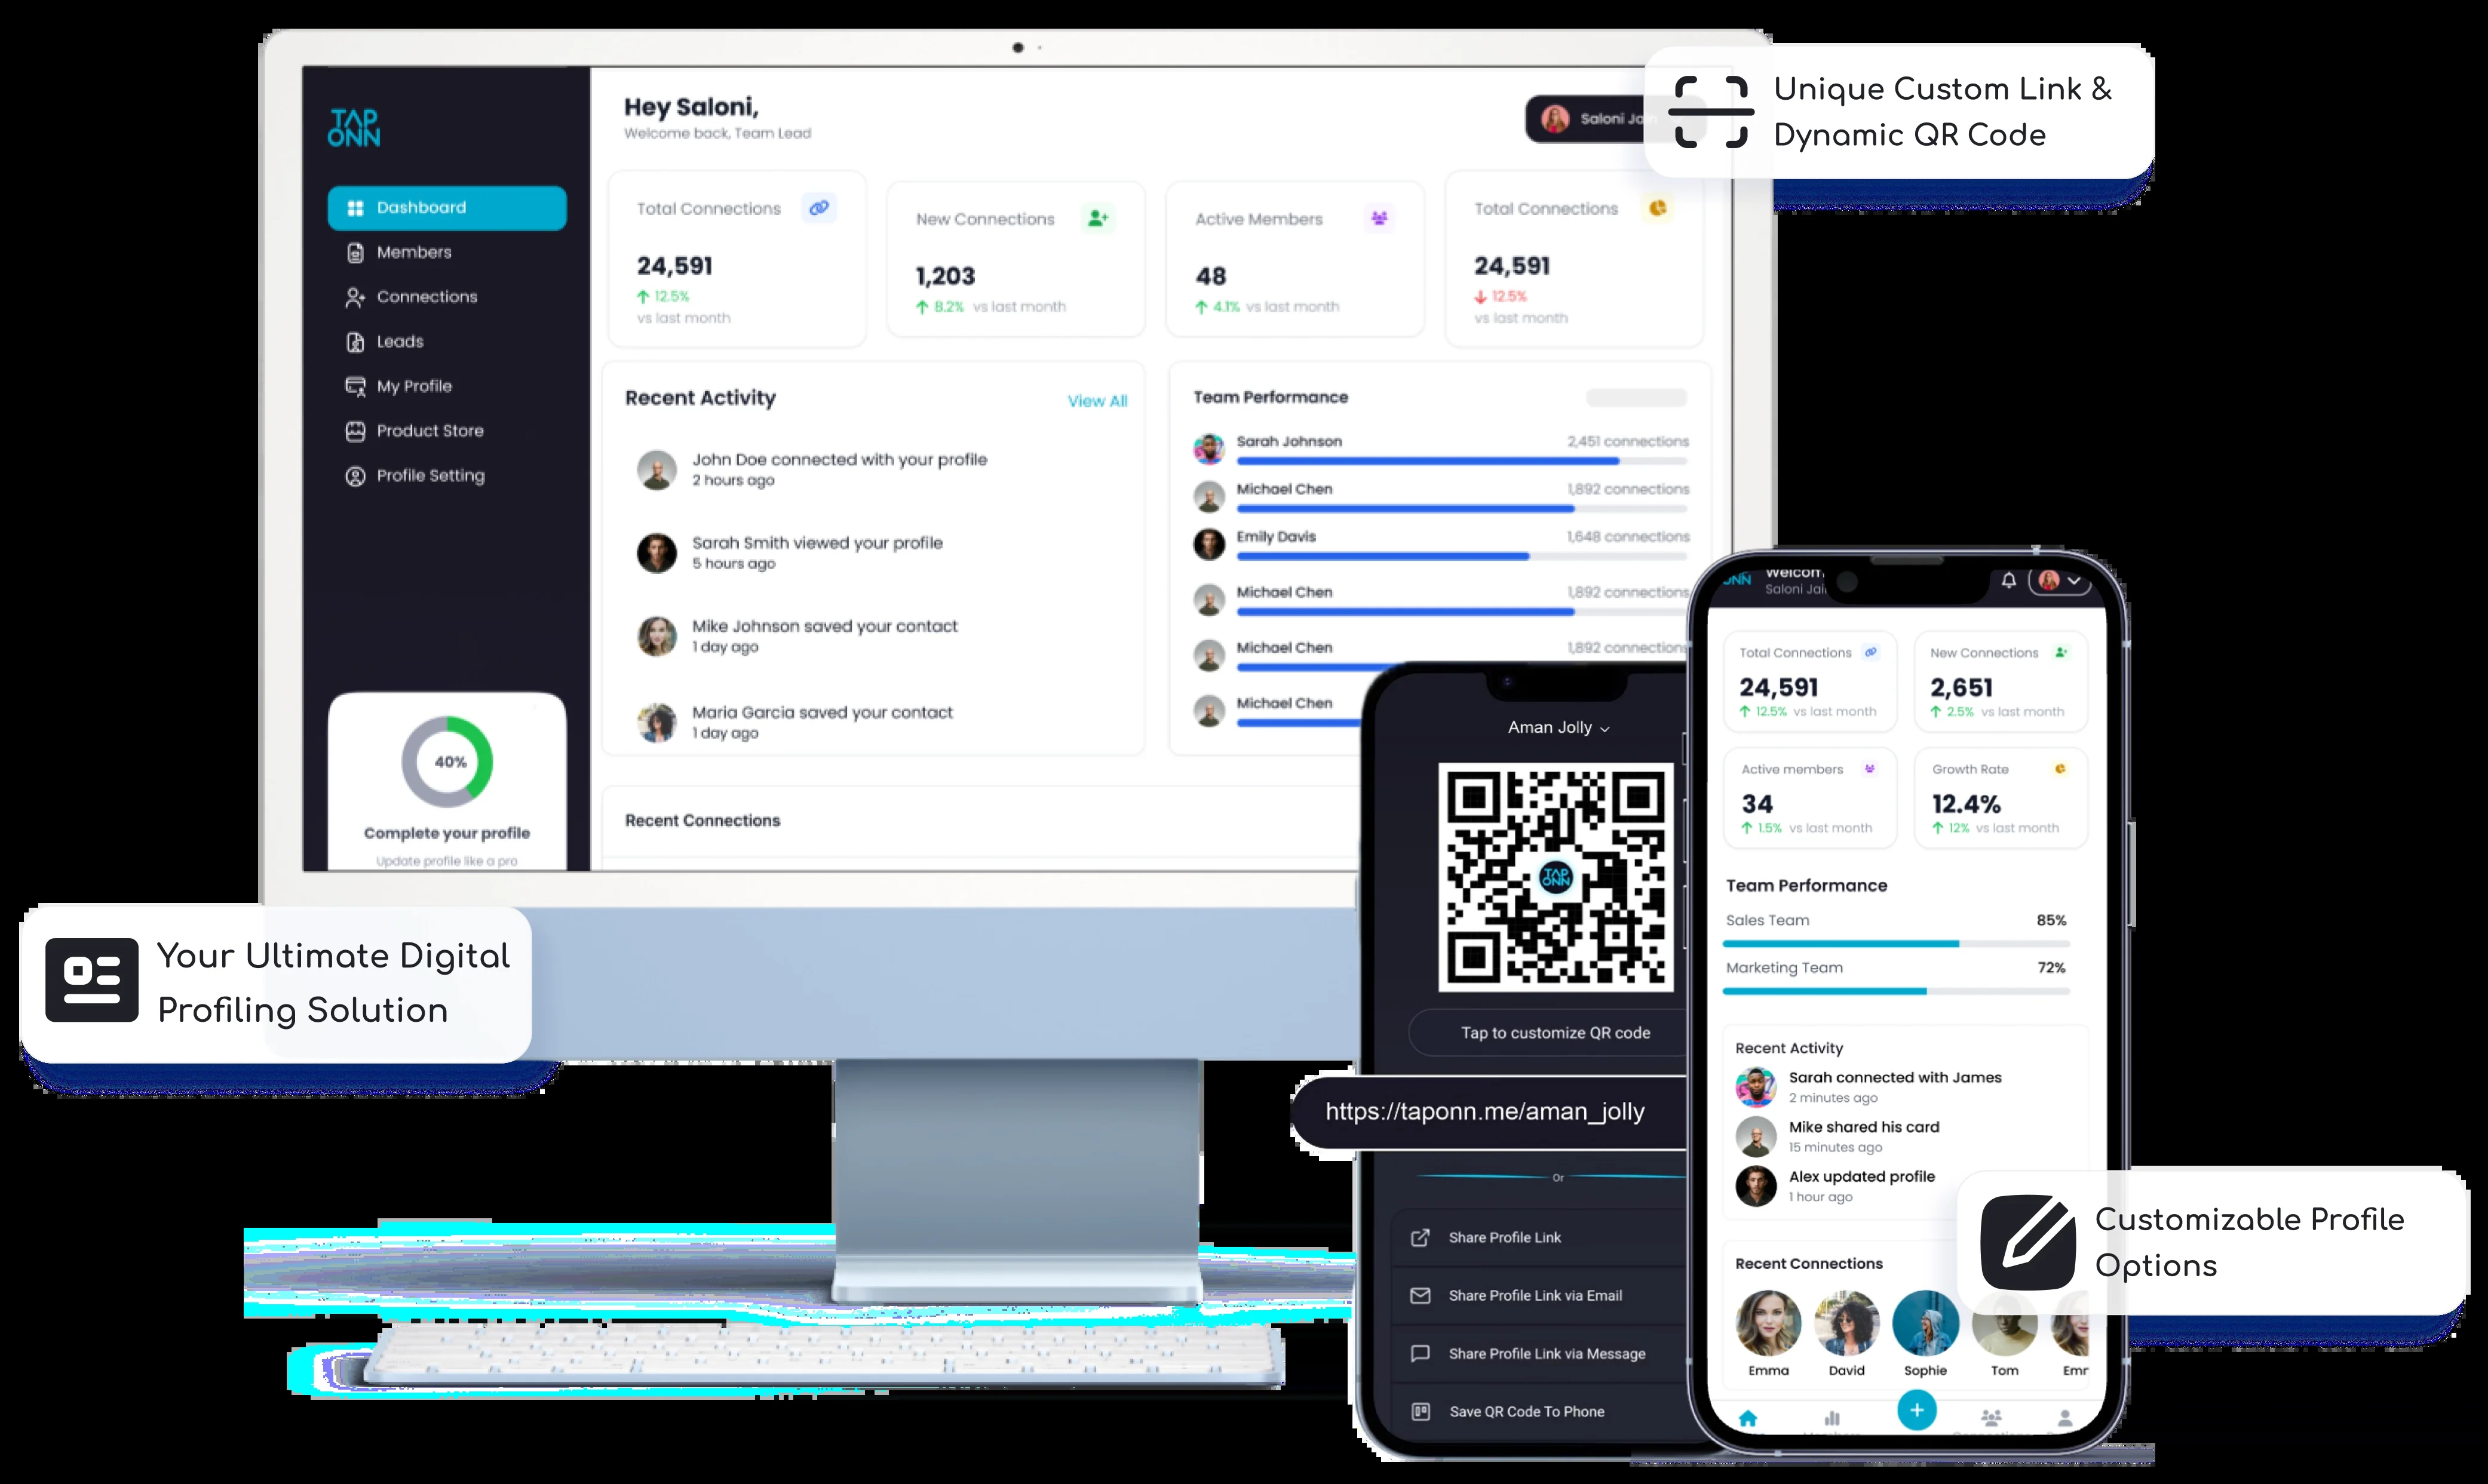 TAP
ONN
Dashboard
Members
Connections
Leads
My Profile
Product Store
Profile Setting
40%
Complete your profile
Update profile like a pro
Hey Saloni,
Welcome back, Team Lead
Saloni
Total Connections
24,591
12.5%
vs last month
New Connections
1,203
8.2% vs last month
Active Members
48
4.1% vs last month
Total Connections
24,591
12.5%
vs last month
Recent Activity
View All
John Doe connected with your profile
2 hours ago
Sarah Smith viewed your profile
5 hours ago
Mike Johnson saved your contact
1 day ago
Maria Garcia saved your contact
1 day ago
Team Performance
Sarah Johnson 2,451 connections
Michael Chen 1,892 connections
Emily Davis 1,648 connections
Michael Chen 1,892 connections
Michael Chen 1,892 connections
Michael Chen
Recent Connections
Unique Custom Link &
Dynamic QR Code
Your Ultimate Digital
Profiling Solution
Aman Jolly
TAP
ONN
Tap to customize QR code
https://taponn.me/aman_jolly
Or
Share Profile Link
Share Profile Link via Email
Share Profile Link via Message
Save QR Code To Phone
ONN
Welcom
Saloni Jai
Total Connections
24,591
12.5% vs last month
New Connections
2,651
2.5% vs last month
Active members
34
1.5% vs last month
Growth Rate
12.4%
12% vs last month
Team Performance
Sales Team 85%
Marketing Team 72%
Recent Activity
Sarah connected with James
2 minutes ago
Mike shared his card
15 minutes ago
Alex updated profile
1 hour ago
Recent Connections
Emma David Sophie Tom Emr
Customizable Profile
Options